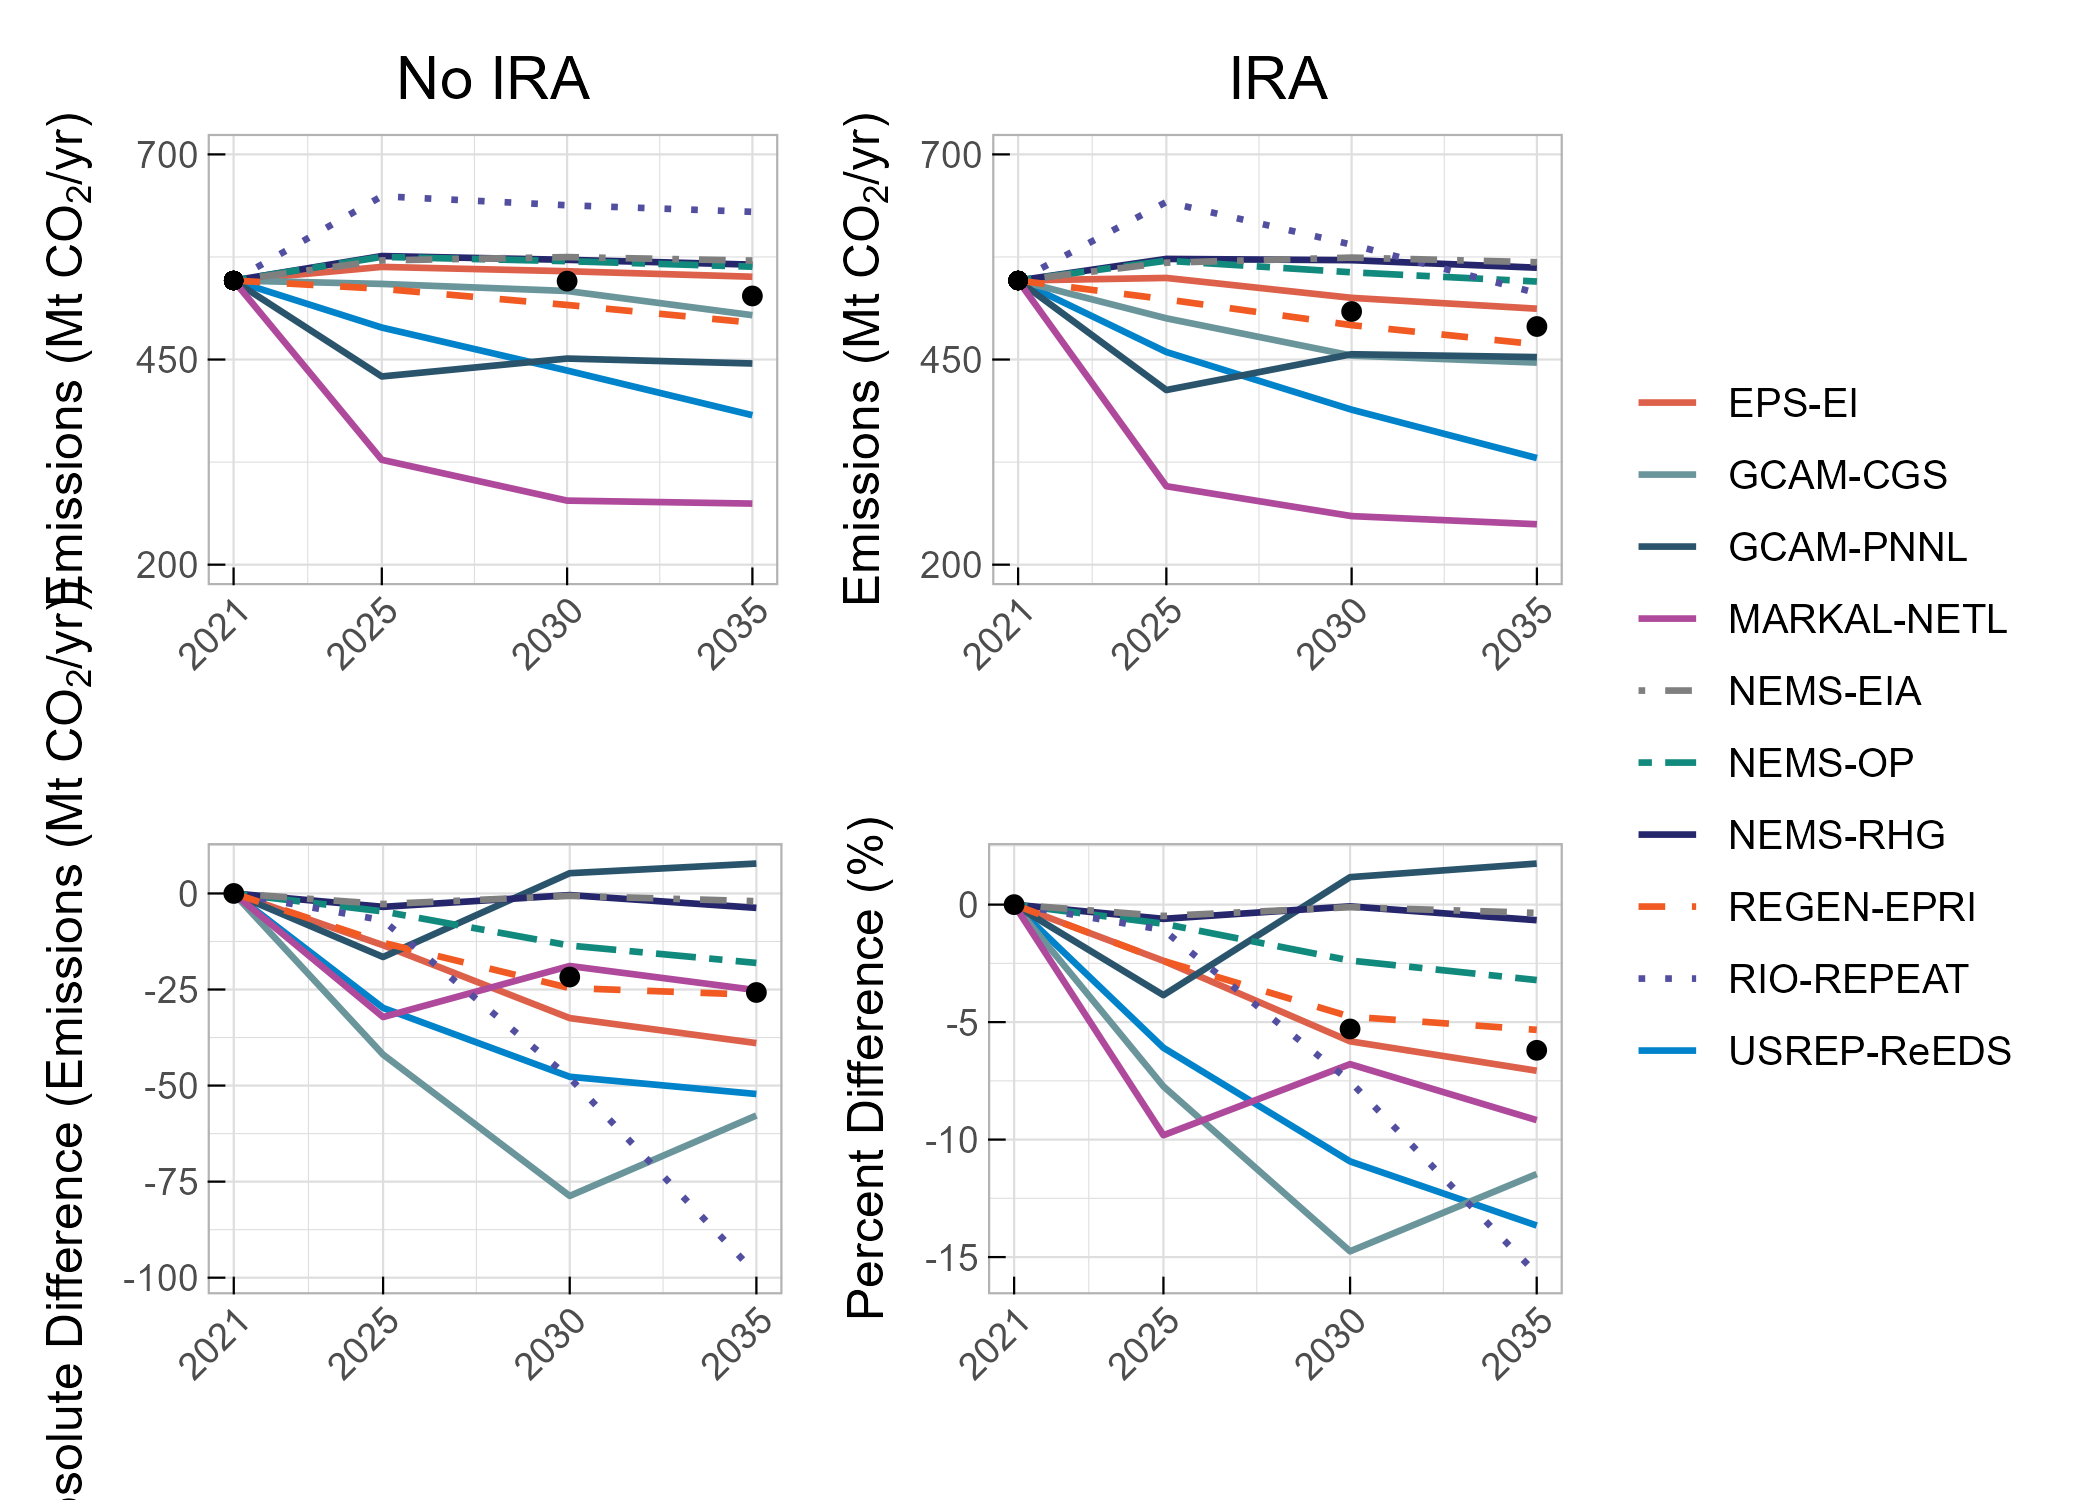 No IRA
IRA
Emissions (Mt CO₂/yr)
700
450
200
2021
2025
2030
2035
Emissions (Mt CO₂/yr)
700
450
200
2021
2025
2030
2035
Difference (Emissions (Mt CO₂/yr))
0
-25
-50
-75
-100
2021
2025
2030
2035
Percent Difference (%)
0
-5
-10
-15
2021
2025
2030
2035
EPS-EI
GCAM-CGS
GCAM-PNNL
MARKAL-NETL
NEMS-EIA
NEMS-OP
NEMS-RHG
REGEN-EPRI
RIO-REPEAT
USREP-ReEDS